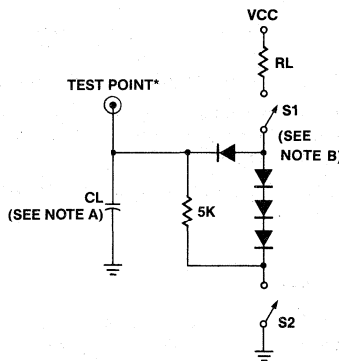 VCC
RL
TEST POINT*
S1
(SEE
NOTE B)
CL
(SEE NOTE A)
5K
S2